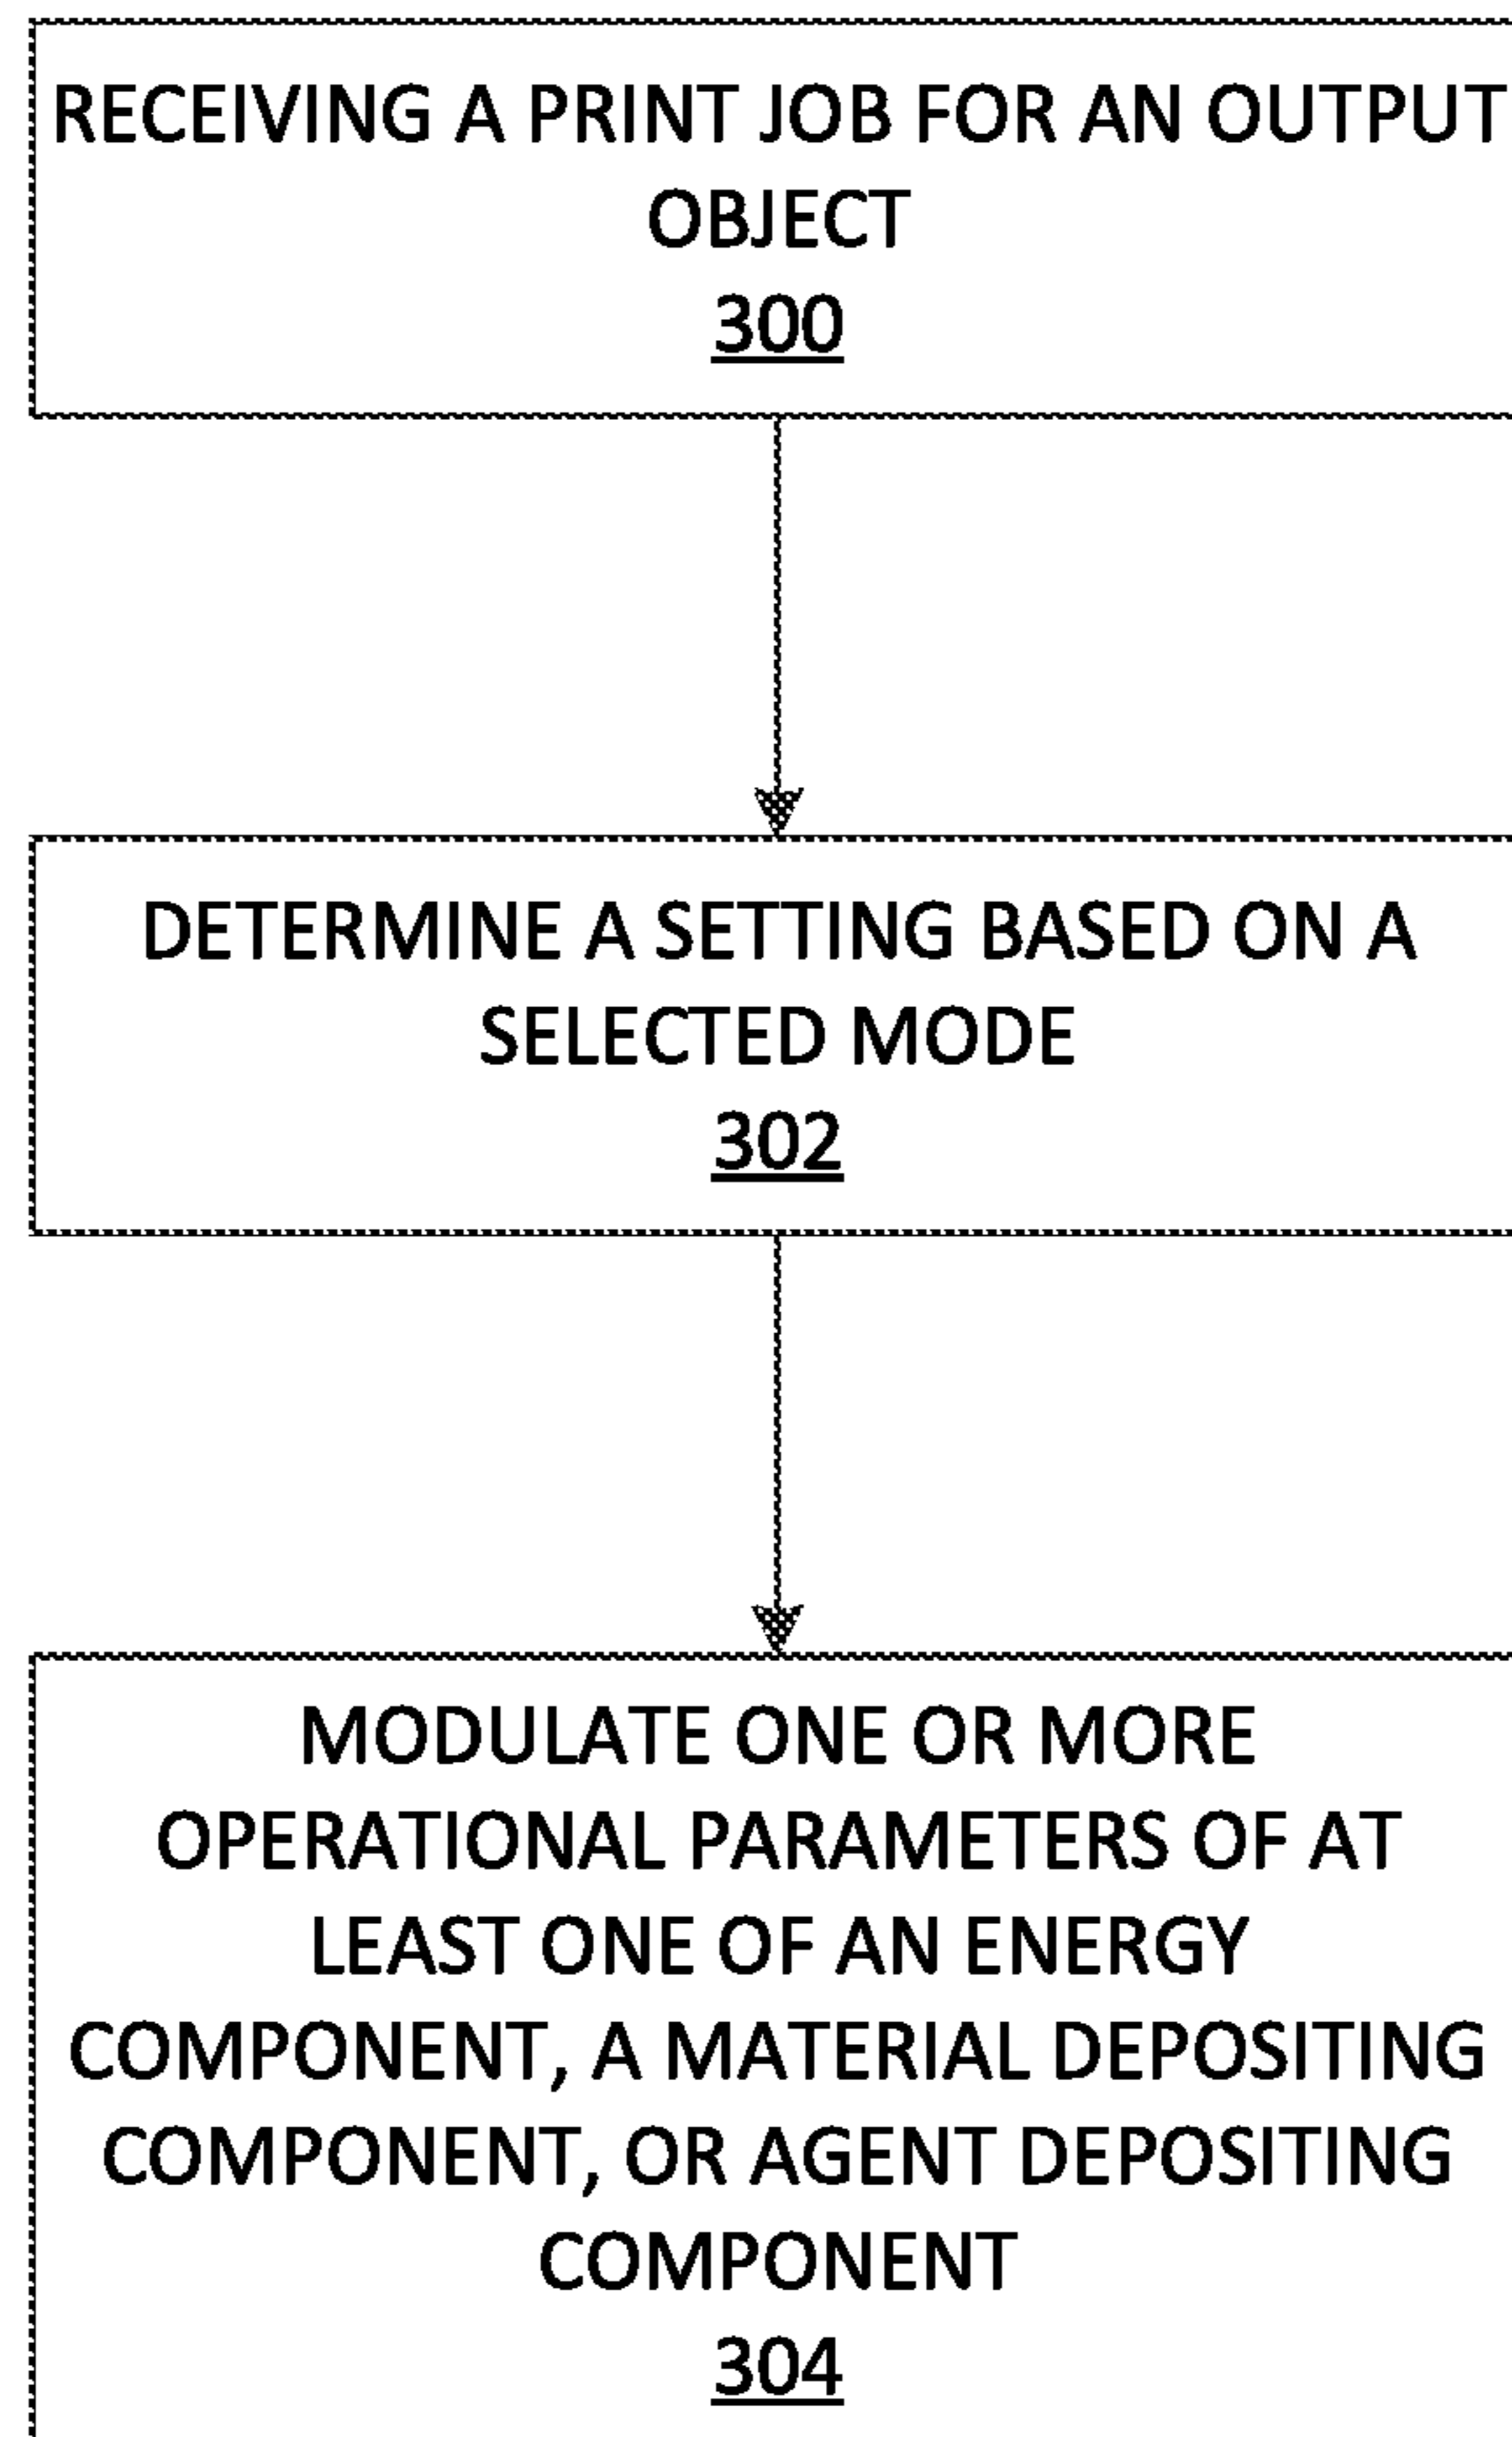 RECEIVING A PRINT JOB FOR AN OUTPUT
OBJECT
300
DETERMINE A SETTING BASED ON A
SELECTED MODE
302
MODULATE ONE OR MORE
OPERATIONAL PARAMETERS OF AT
LEAST ONE OF AN ENERGY
COMPONENT, A MATERIAL DEPOSITING
COMPONENT, OR AGENT DEPOSITING
COMPONENT
304